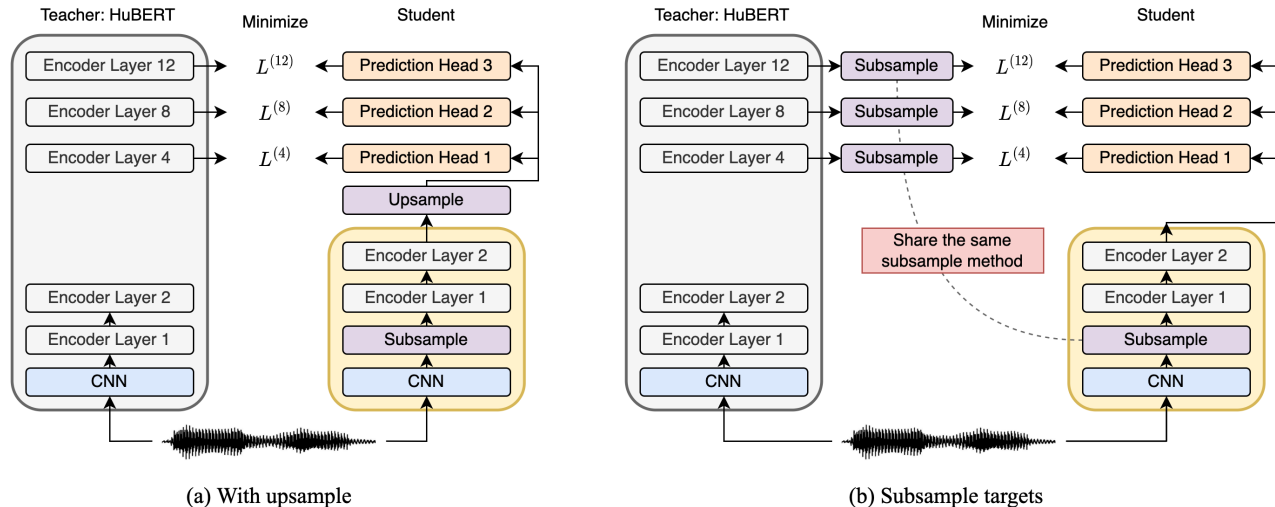 Teacher: HuBERT
Minimize
Student
Encoder Layer 12
L^{(12)}
Prediction Head 3
Encoder Layer 8
L^{(8)}
Prediction Head 2
Encoder Layer 4
L^{(4)}
Prediction Head 1
Upsample
Encoder Layer 2
Encoder Layer 2
Encoder Layer 1
Encoder Layer 1
Subsample
CNN
CNN
(a) With upsample
Teacher: HuBERT
Minimize
Student
Encoder Layer 12
Subsample
L^{(12)}
Prediction Head 3
Encoder Layer 8
Subsample
L^{(8)}
Prediction Head 2
Encoder Layer 4
Subsample
L^{(4)}
Prediction Head 1
Share the same
subsample method
Encoder Layer 2
Encoder Layer 2
Encoder Layer 1
Encoder Layer 1
Subsample
CNN
CNN
(b) Subsample targets